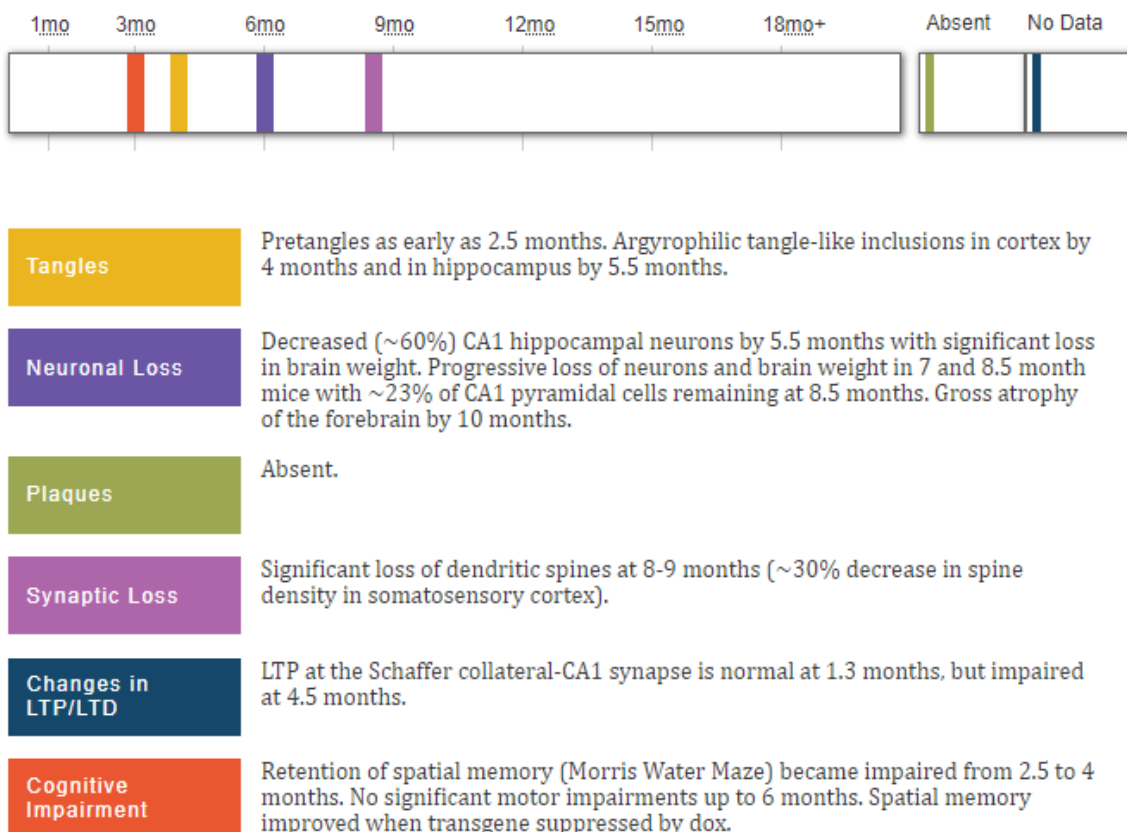 1mo 3mo 6mo 9mo 12mo 15mo 18mo+ Absent No Data
Tangles
Pretangles as early as 2.5 months. Argyrophilic tangle-like inclusions in cortex by
4 months and in hippocampus by 5.5 months.
Neuronal Loss
Decreased (~60%) CA1 hippocampal neurons by 5.5 months with significant loss
in brain weight. Progressive loss of neurons and brain weight in 7 and 8.5 month
mice with ~23% of CA1 pyramidal cells remaining at 8.5 months. Gross atrophy
of the forebrain by 10 months.
Plaques
Absent.
Synaptic Loss
Significant loss of dendritic spines at 8-9 months (~30% decrease in spine
density in somatosensory cortex).
Changes in
LTP/LTD
LTP at the Schaffer collateral-CA1 synapse is normal at 1.3 months, but impaired
at 4.5 months.
Cognitive
Impairment
Retention of spatial memory (Morris Water Maze) became impaired from 2.5 to 4
months. No significant motor impairments up to 6 months. Spatial memory
improved when transgene suppressed by dox.